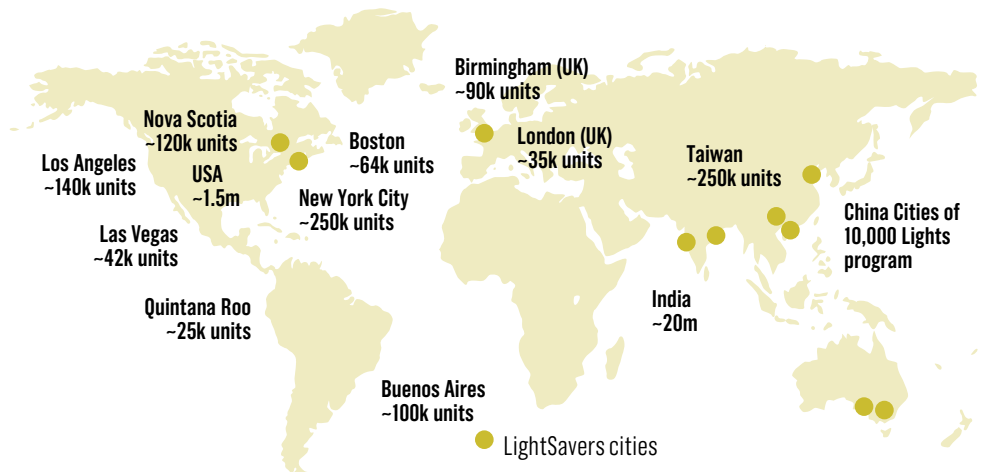 Birmingham (UK)
~90k units
Nova Scotia
~120k units
Boston
~64k units
London (UK)
~35k units
Taiwan
~250k units
Los Angeles
~140k units
USA
~1.5m
New York City
~250k units
China Cities of
10,000 Lights
program
Las Vegas
~42k units
Quintana Roo
~25k units
India
~20m
Buenos Aires
~100k units
LightSavers cities